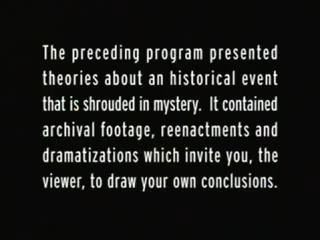 The preceding program presented
theories about an historical event
that is shrouded in mystery. It contained
archival footage, reenactments and
dramatizations which invite you, the
viewer, to draw your own conclusions.